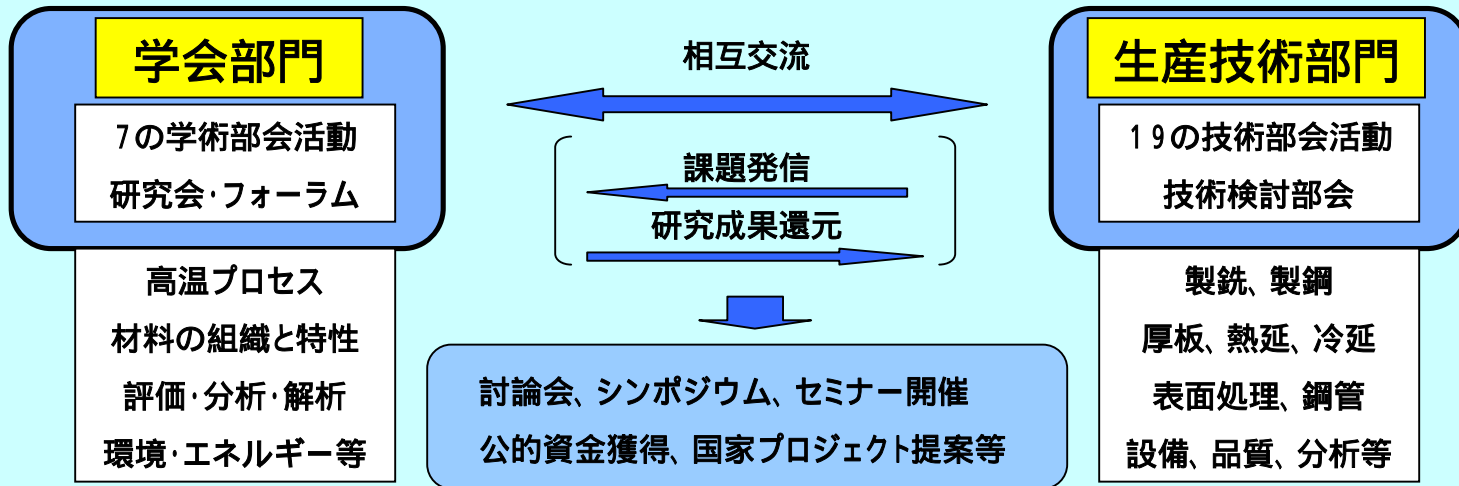 学会部門
7の学術部会活動
研究会・フォーラム
高温プロセス
材料の組織と特性
評価・分析・解析
環境・エネルギー等
相互交流
課題発信
研究成果還元
討論会、シンポジウム、セミナー開催
公的資金獲得、国家プロジェクト提案等
生産技術部門
19の技術部会活動
技術検討部会
製銑、製鋼
厚板、熱延、冷延
表面処理、鋼管
設備、品質、分析等